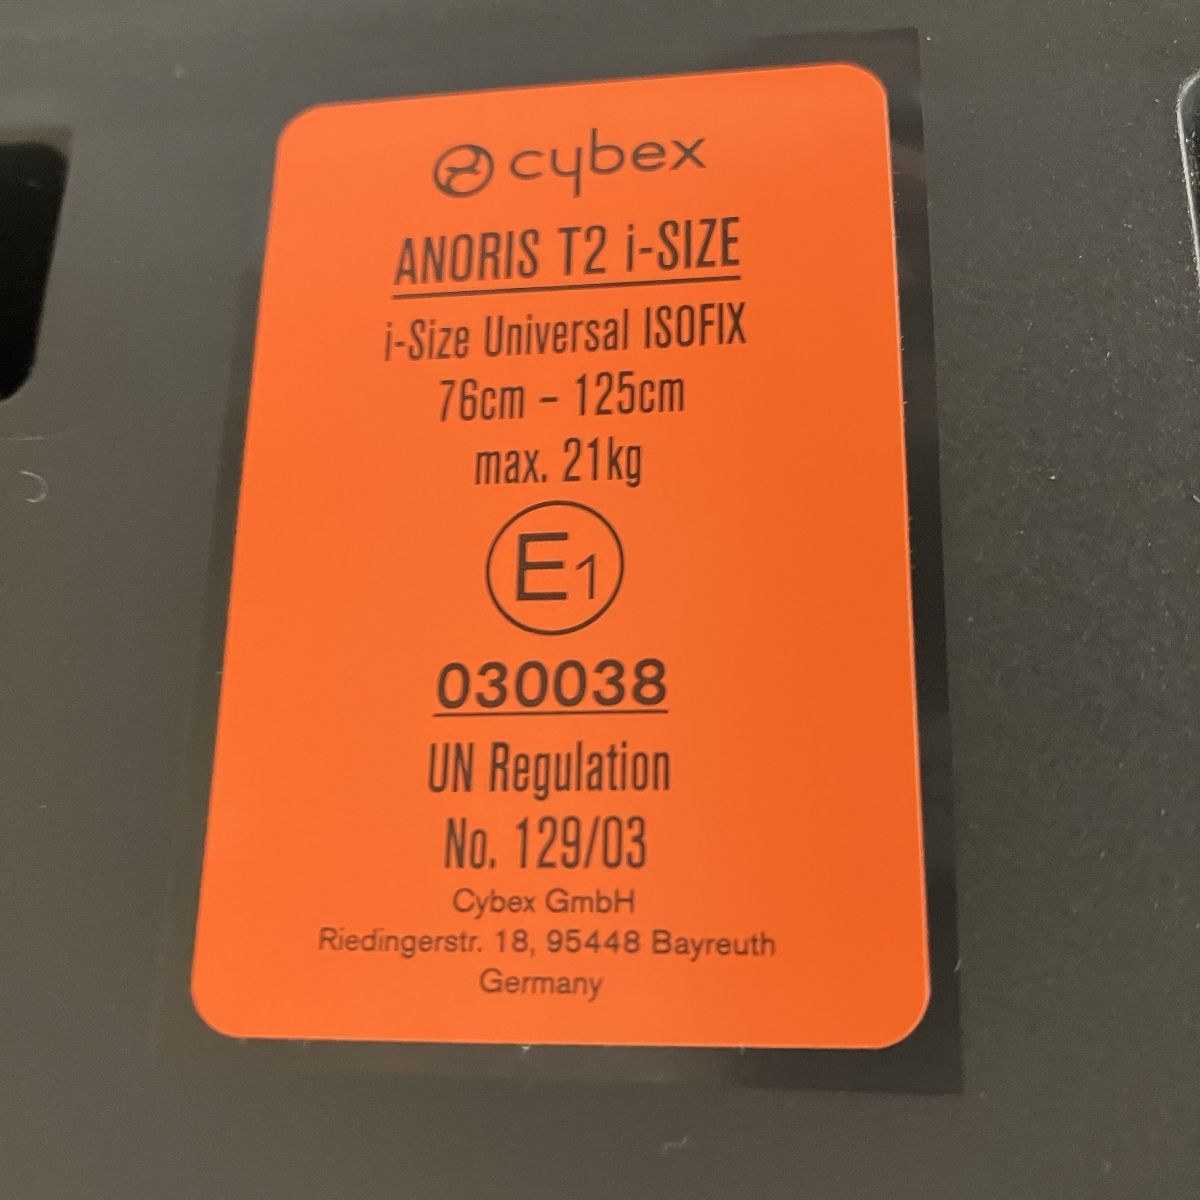 cybex
ANORIS T2 i-SIZE
i-Size Universal ISOFIX
76cm – 125cm
max. 21kg
E1
030038
UN Regulation
No. 129/03
Cybex GmbH
Riedingerstr. 18, 95448 Bayreuth
Germany